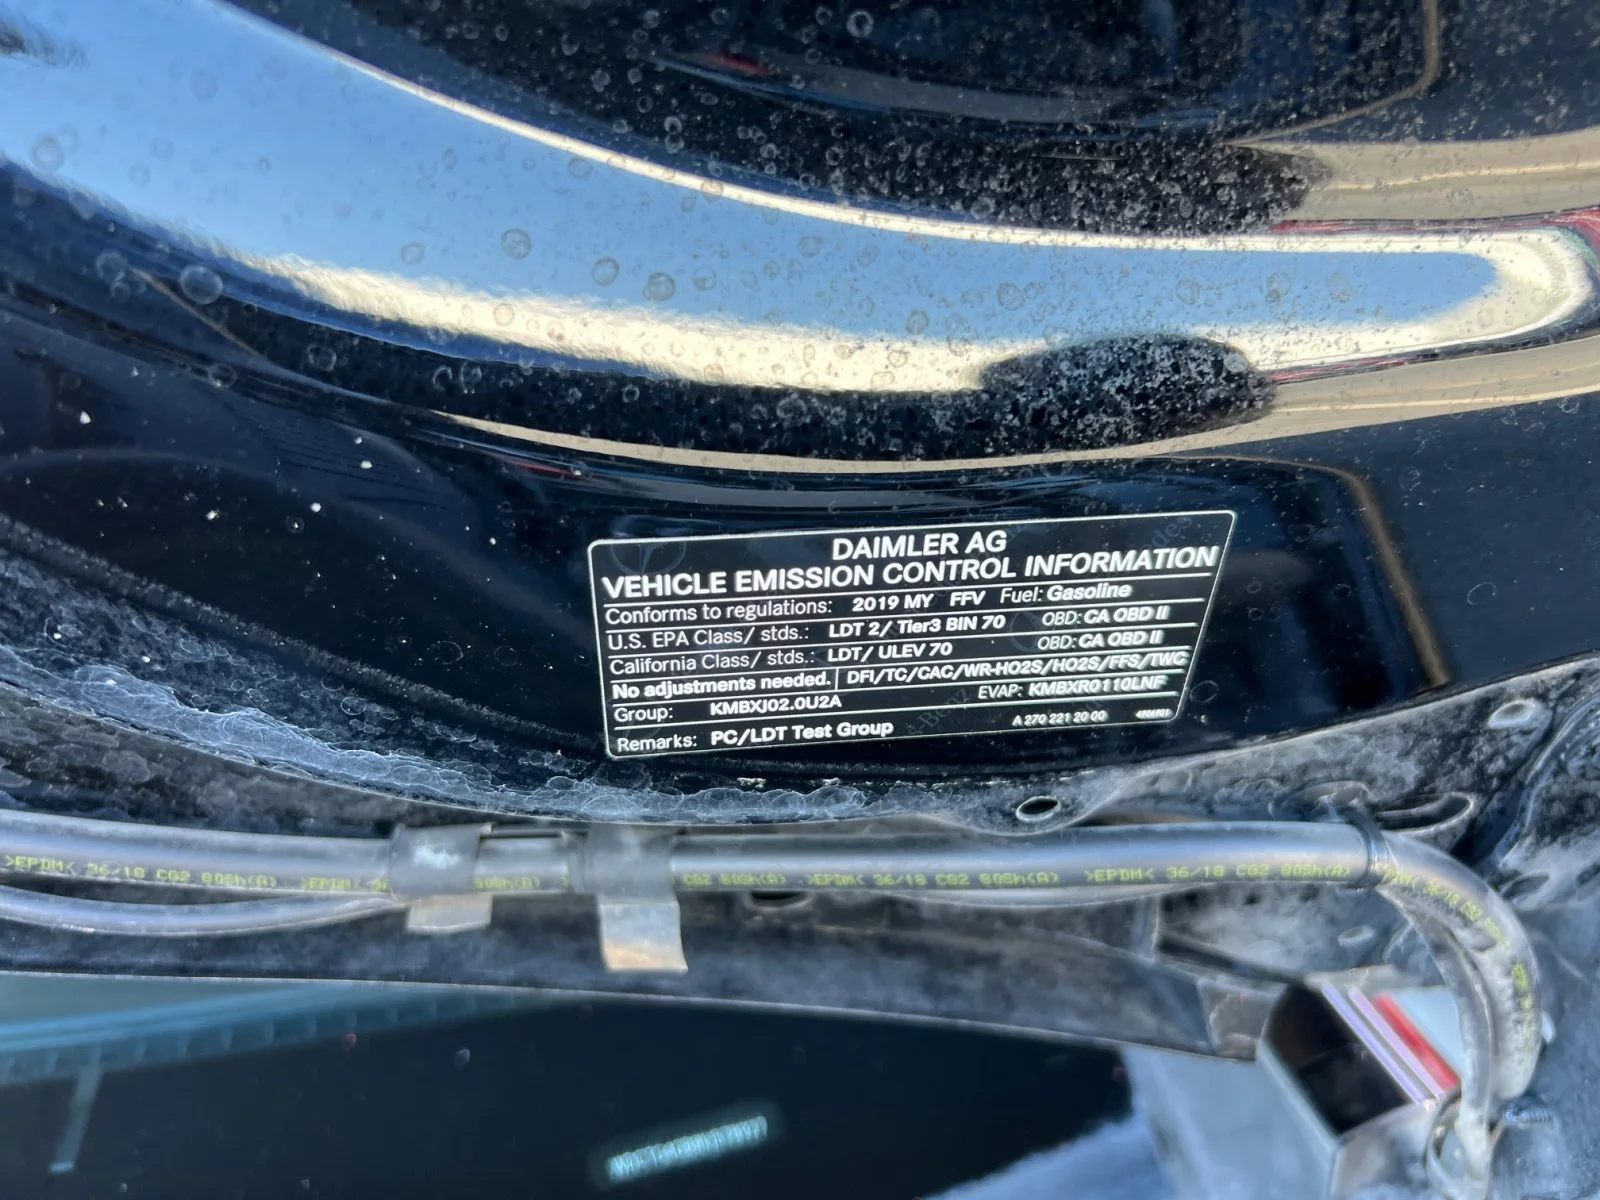 DAIMLER AG
VEHICLE EMISSION CONTROL INFORMATION
Conforms to regulations: 2019 MY FFV Fuel: Gasoline
U.S. EPA Class/ stds.: LDT 2/ Tier3 BIN 70 OBD: CA OBD II
California Class/ stds.: LDT/ ULEV 70 OBD: CA OBD II
No adjustments needed. DFI/TC/CAC/WR-HO2S/HO2S/FFS/TWC
Group: KMBXJ02.0U2A EVAP: KMBXR0110LNF
Remarks: PC/LDT Test Group A 270 221 20 00
>EPDM< 36/18 CG2 80Sh(A) >EPDM< 80Sh(A) CG2 80Sh(A) >EPDM< 36/18 CG2 80Sh(A) >EPDM< 36/18 CG2 80Sh(A)